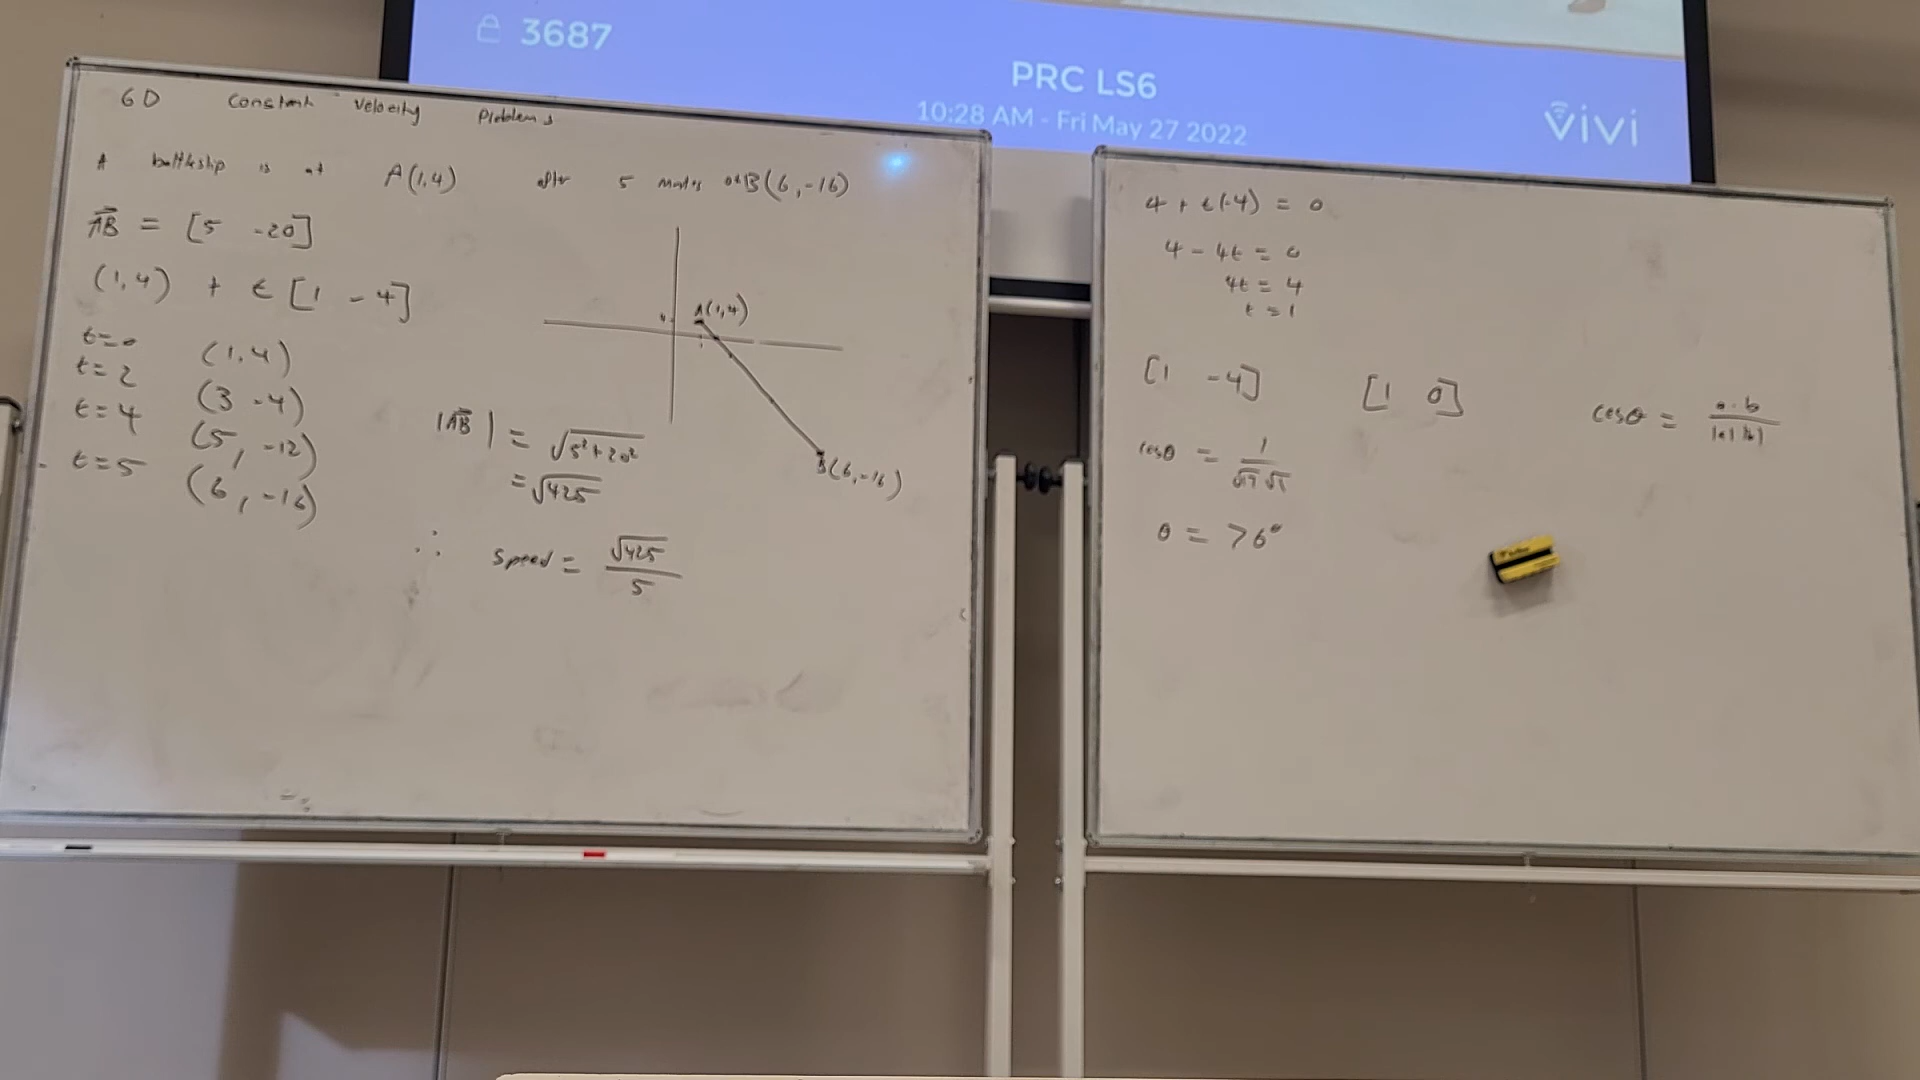 3687
PRC LS6
10:28 AM - Fri May 27 2022
vivi
6D Constant Velocity Problems
A battleship is at A(1,4) after 5 minutes at B(6,-16)
AB = [5 -20]
(1,4) + t [1 -4]
t=0 (1,4)
t=2 (3 -4)
t=4 (5, -12)
t=5 (6, -16)
4
A(1,4)
B(6,-16)
|AB| = √5²+20²
= √425
∴ speed = √425/5
4 + t(-4) = 0
4 - 4t = 0
4t = 4
t = 1
[1 -4] [1 0]
cosθ = a·b/|a||b|
cosθ = 1/√17√1
θ = 76°